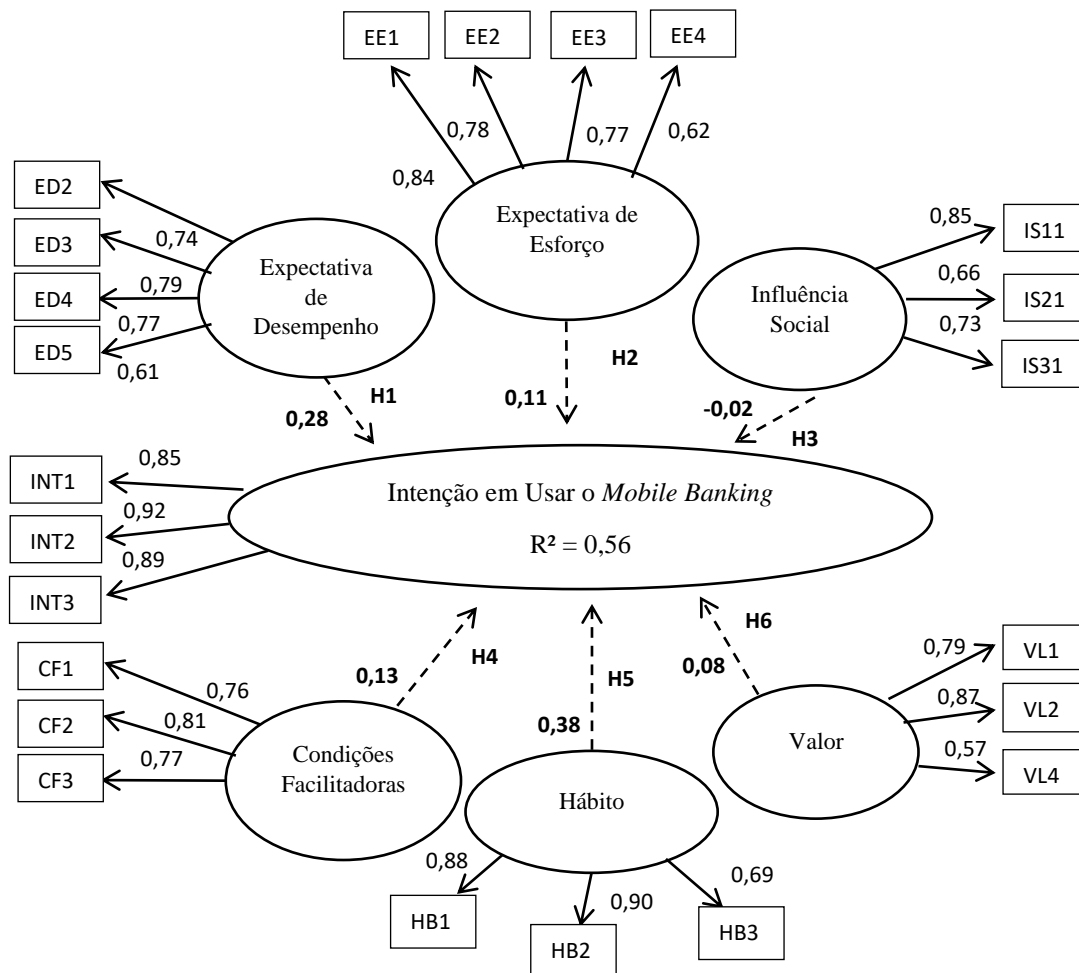 EE1
EE2
EE3
EE4
0,84
0,78
0,77
0,62
Expectativa de
Esforço
ED2
ED3
ED4
ED5
0,74
0,79
0,77
0,61
Expectativa
de
Desempenho
0,85
0,66
0,73
IS11
IS21
IS31
Influência
Social
H1
0,28
H2
0,11
-0,02
H3
INT1
INT2
INT3
0,85
0,92
0,89
Intenção em Usar o Mobile Banking
R² = 0,56
H4
0,13
H5
0,38
H6
0,08
CF1
CF2
CF3
0,76
0,81
0,77
Condições
Facilitadoras
Hábito
0,88
0,90
0,69
HB1
HB2
HB3
Valor
0,79
0,87
0,57
VL1
VL2
VL4